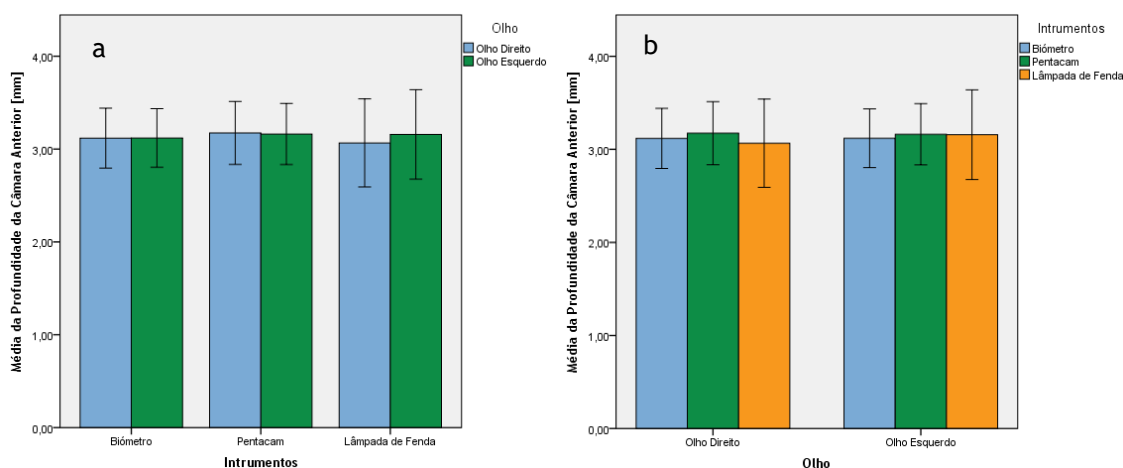 a
Olho
Olho Direito
Olho Esquerdo
Média da Profundidade da Câmara Anterior [mm]
4,00
3,00
2,00
1,00
0,00
Biómetro
Pentacam
Lâmpada de Fenda
Intrumentos
b
Intrumentos
Biómetro
Pentacam
Lâmpada de Fenda
Média da Profundidade da Câmara Anterior [mm]
4,00
3,00
2,00
1,00
0,00
Olho Direito
Olho Esquerdo
Olho